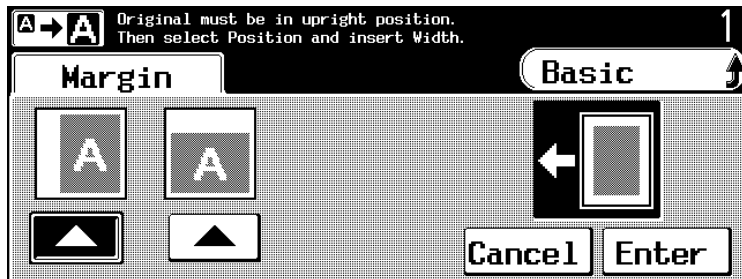 A A
Original must be in upright position.
Then select Position and insert Width.
1
Margin
Basic
A
A
Cancel
Enter